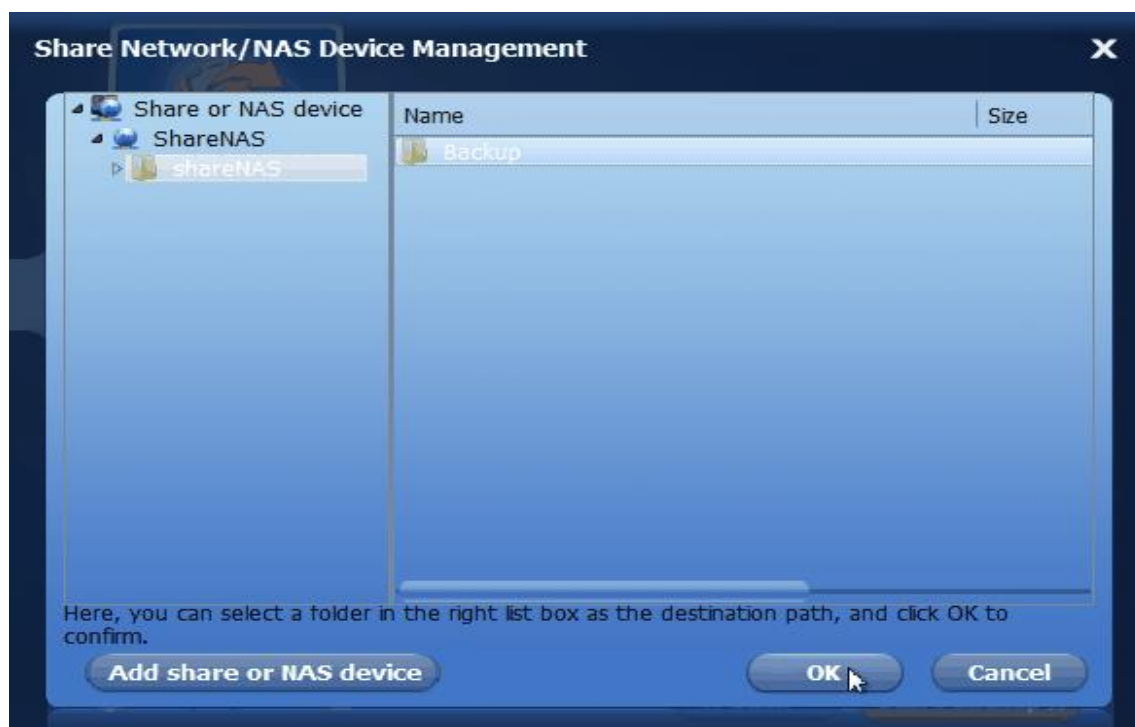 Share Network/NAS Device Management
X
Share or NAS device
ShareNAS
shareNAS
Name
Size
Backup
Here, you can select a folder in the right list box as the destination path, and click OK to
confirm.
Add share or NAS device
OK
Cancel